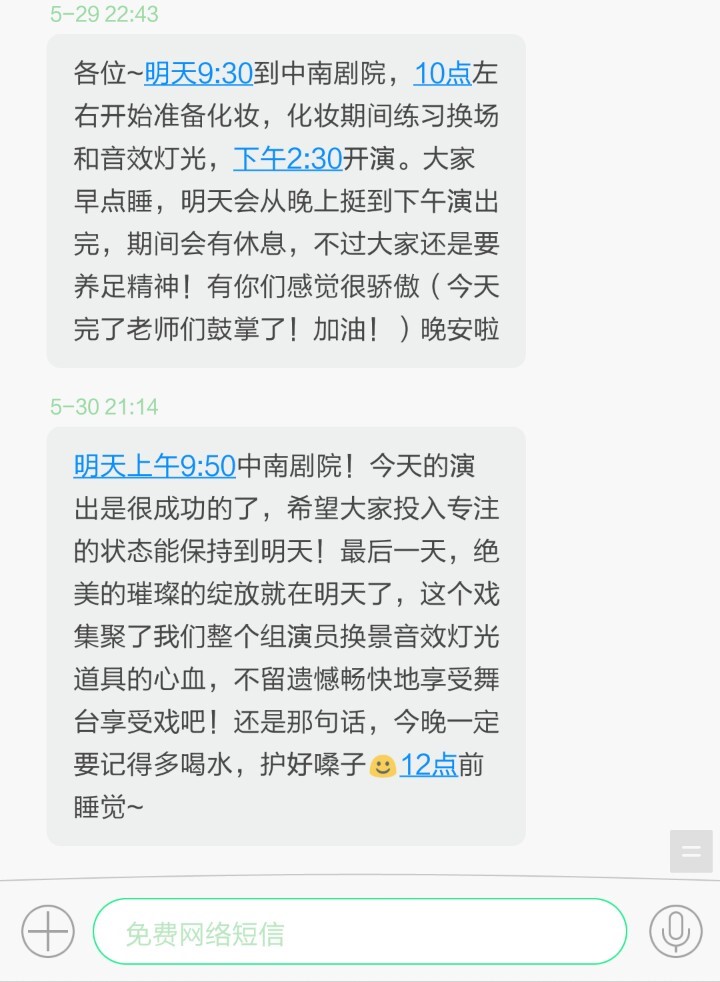 5-29 22:43
各位~明天9:30到中南剧院，10点左
右开始准备化妆，化妆期间练习换场
和音效灯光，下午2:30开演。大家
早点睡，明天会从晚上挺到下午演出
完，期间会有休息，不过大家还是要
养足精神！有你们感觉很骄傲（今天
完了老师们鼓掌了！加油！）晚安啦
5-30 21:14
明天上午9:50中南剧院！今天的演
出是很成功的了，希望大家投入专注
的状态能保持到明天！最后一天，绝
美的璀璨的绽放就在明天了，这个戏
集聚了我们整个组演员换景音效灯光
道具的心血，不留遗憾畅快地享受舞
台享受戏吧！还是那句话，今晚一定
要记得多喝水，护好嗓子🙂12点前
睡觉~
免费网络短信